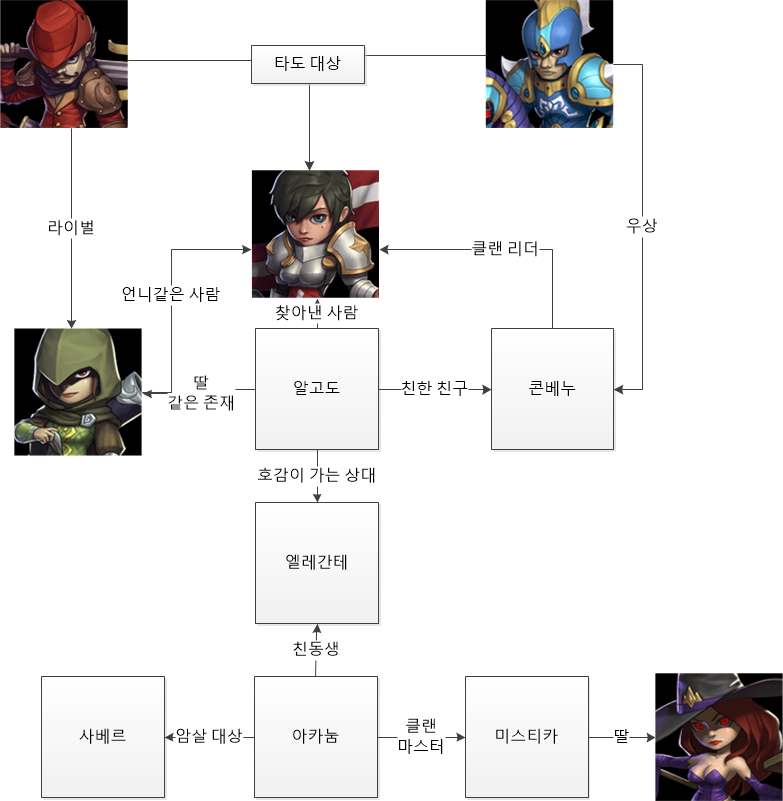 타도 대상
라이벌
우상
클랜 리더
언니같은 사람
찾아낸 사람
딸
같은 존재
알고도
친한 친구
콘베누
호감이 가는 상대
엘레간테
친동생
사베르
암살 대상
아카눔
클랜
마스터
미스티카
딸